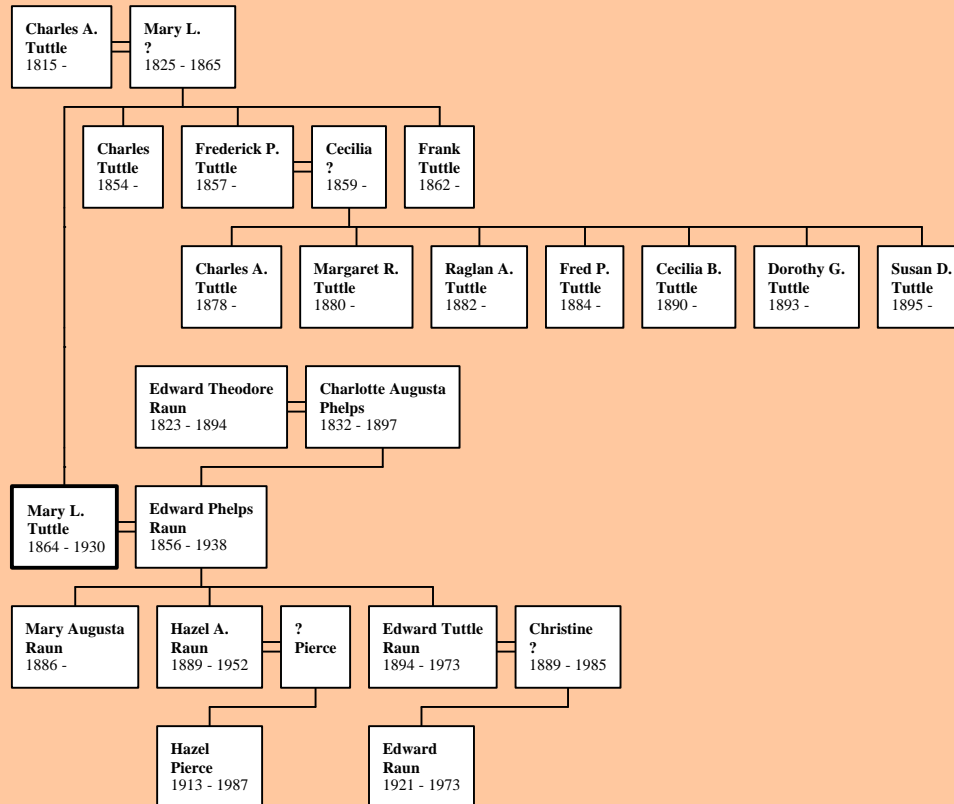 Charles A.
Tuttle
1815 -
Mary L.
?
1825 - 1865
Charles
Tuttle
1854 -
Frederick P.
Tuttle
1857 -
Cecilia
?
1859 -
Frank
Tuttle
1862 -
Charles A.
Tuttle
1878 -
Margaret R.
Tuttle
1880 -
Raglan A.
Tuttle
1882 -
Fred P.
Tuttle
1884 -
Cecilia B.
Tuttle
1890 -
Dorothy G.
Tuttle
1893 -
Susan D.
Tuttle
1895 -
Edward Theodore
Raun
1823 - 1894
Charlotte Augusta
Phelps
1832 - 1897
Mary L.
Tuttle
1864 - 1930
Edward Phelps
Raun
1856 - 1938
Mary Augusta
Raun
1886 -
Hazel A.
Raun
1889 - 1952
?
Pierce
Edward Tuttle
Raun
1894 - 1973
Christine
?
1889 - 1985
Hazel
Pierce
1913 - 1987
Edward
Raun
1921 - 1973